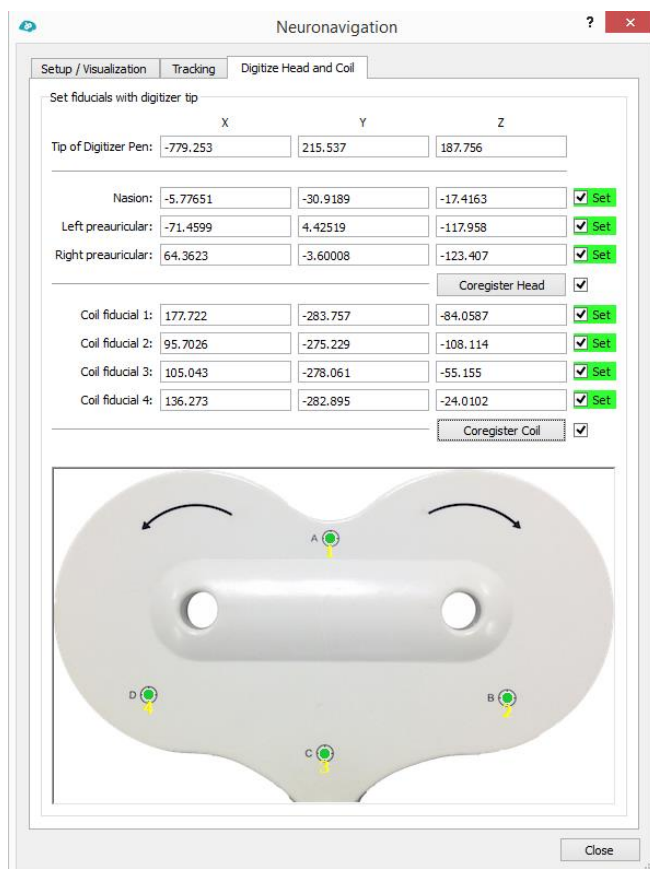 Neuronavigation ? ×
Setup / Visualization Tracking Digitize Head and Coil
Set fiducials with digitizer tip
X Y Z
Tip of Digitizer Pen: -779.253 215.537 187.756
Nasion: -5.77651 -30.9189 -17.4163 Set
Left preauricular: -71.4599 4.42519 -117.958 Set
Right preauricular: 64.3623 -3.60008 -123.407 Set
Coregister Head
Coil fiducial 1: 177.722 -283.757 -84.0587 Set
Coil fiducial 2: 95.7026 -275.229 -108.114 Set
Coil fiducial 3: 105.043 -278.061 -55.155 Set
Coil fiducial 4: 136.273 -282.895 -24.0102 Set
Coregister Coil
A
1
D B
4 2
C
3
Close